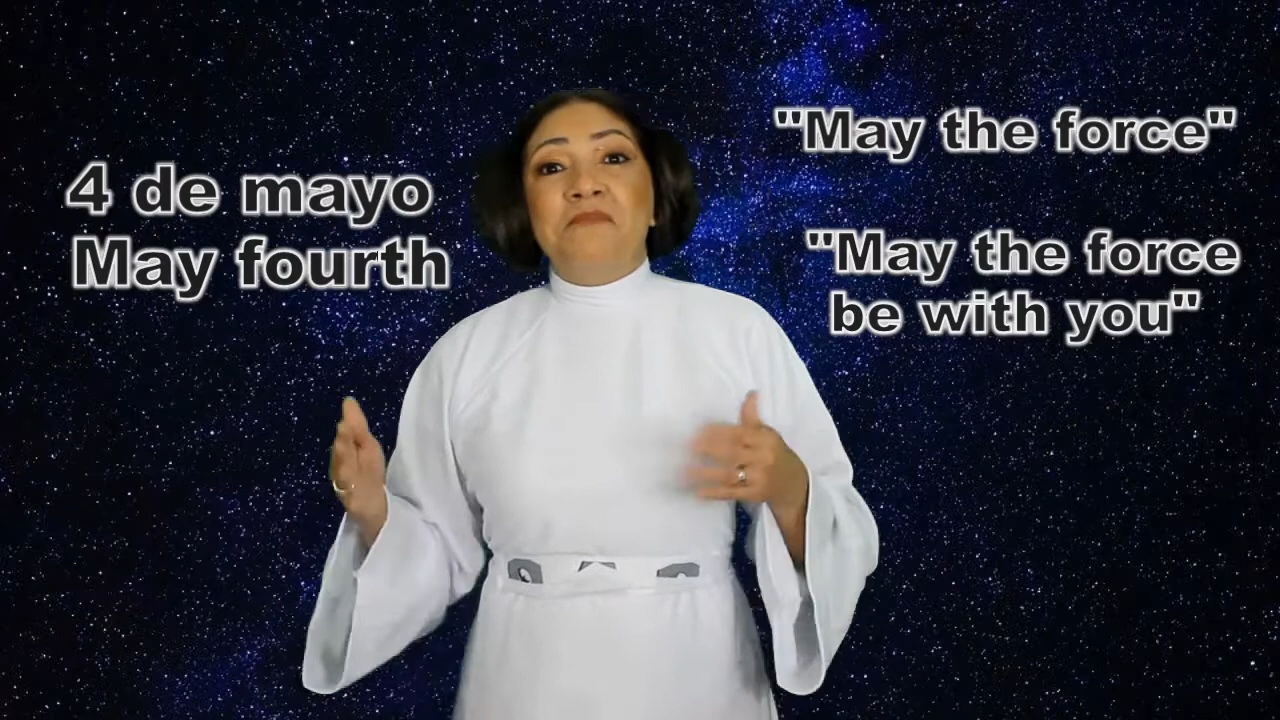 4 de mayo
May fourth
"May the force"
"May the force
be with you"